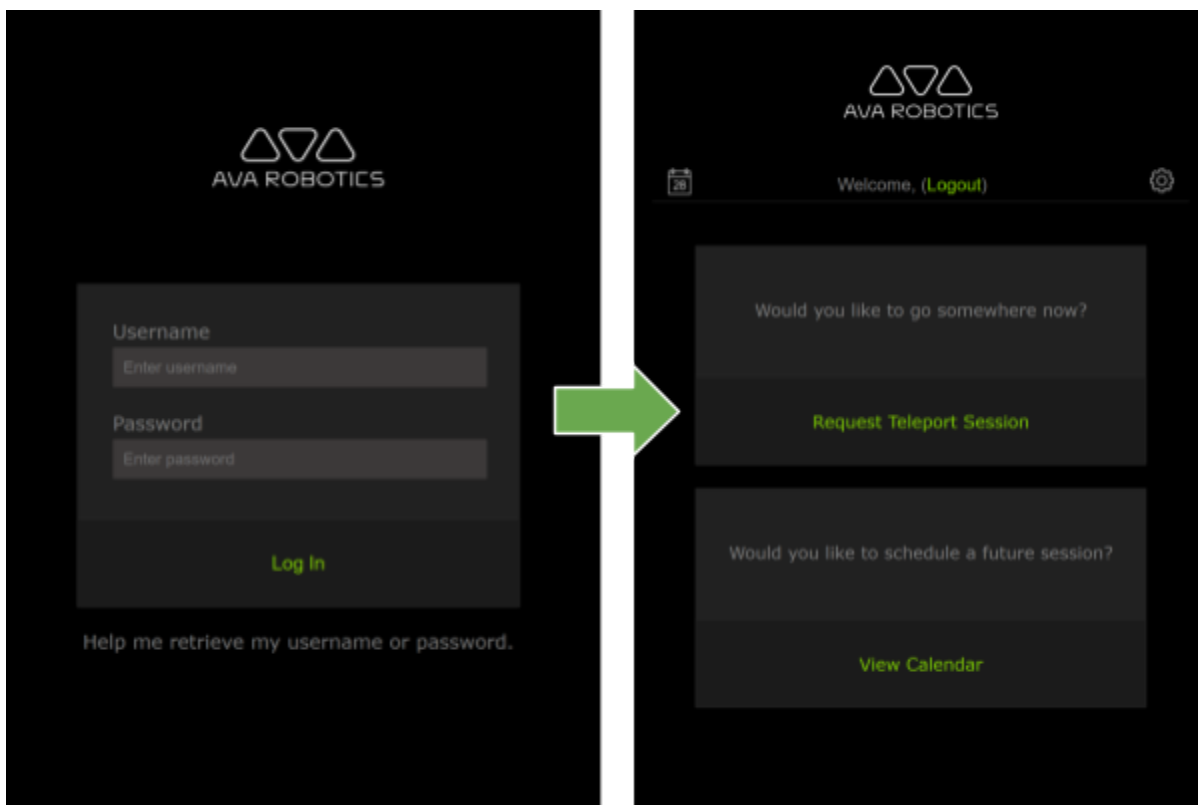 AVA ROBOTICS
Username
Enter username
Password
Enter password
Log In
Help me retrieve my username or password.
AVA ROBOTICS
28
Welcome, (Logout)
Would you like to go somewhere now?
Request Teleport Session
Would you like to schedule a future session?
View Calendar